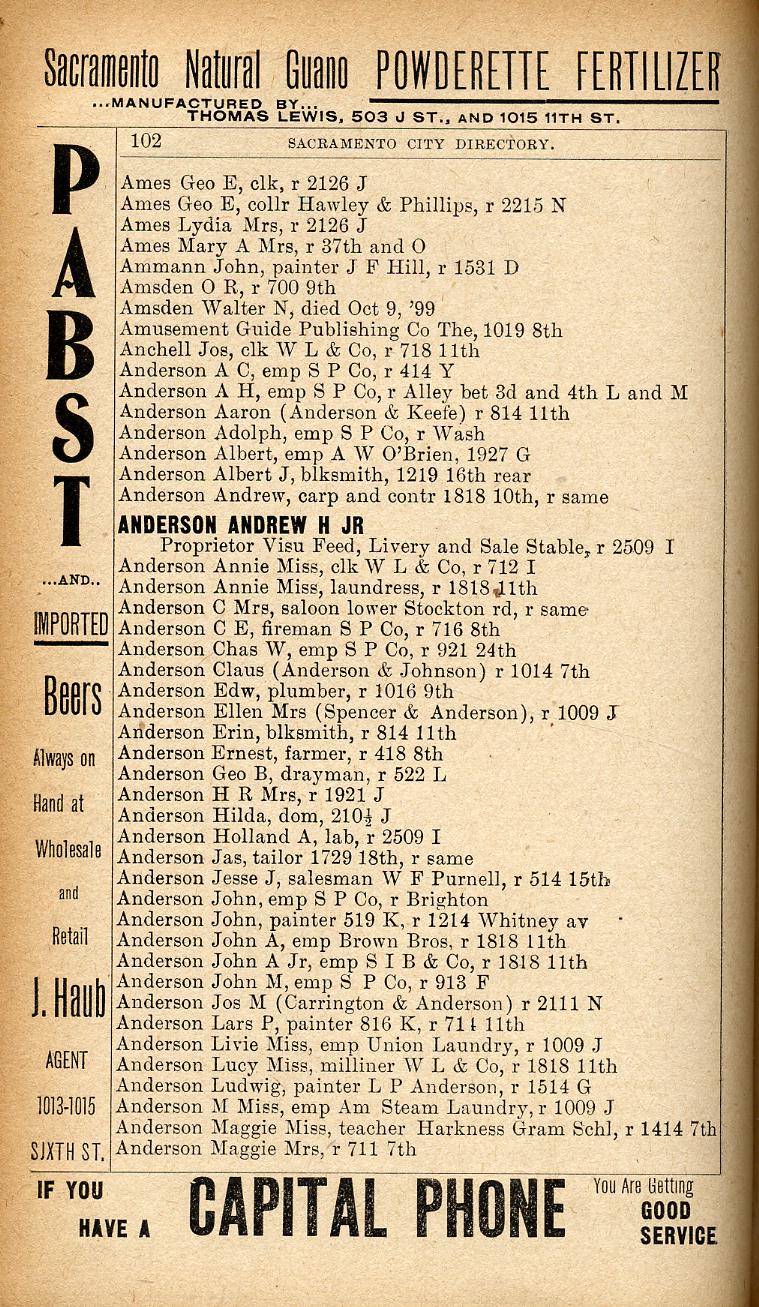 Sacramento Natural Guano POWDERETTE FERTILIZER
...MANUFACTURED BY...
THOMAS LEWIS, 503 J ST., AND 1015 11TH ST.
102 SACRAMENTO CITY DIRECTORY.
Ames Geo E, clk, r 2126 J
Ames Geo E, collr Hawley & Phillips, r 2215 N
Ames Lydia Mrs, r 2126 J
Ames Mary A Mrs, r 37th and O
Ammann John, painter J F Hill, r 1531 D
Amsden O R, r 700 9th
Amsden Walter N, died Oct 9, '99
Amusement Guide Publishing Co The, 1019 8th
Anchell Jos, clk W L & Co, r 718 11th
Anderson A C, emp S P Co, r 414 Y
Anderson A H, emp S P Co, r Alley bet 3d and 4th L and M
Anderson Aaron (Anderson & Keefe) r 814 11th
Anderson Adolph, emp S P Co, r Wash
Anderson Albert, emp A W O'Brien, 1927 G
Anderson Albert J, blksmith, 1219 16th rear
Anderson Andrew, carp and contr 1818 10th, r same
ANDERSON ANDREW H JR
Proprietor Visu Feed, Livery and Sale Stable, r 2509 I
Anderson Annie Miss, clk W L & Co, r 712 I
Anderson Annie Miss, laundress, r 1818 11th
Anderson C Mrs, saloon lower Stockton rd, r same
Anderson C E, fireman S P Co, r 716 8th
Anderson Chas W, emp S P Co, r 921 24th
Anderson Claus (Anderson & Johnson) r 1014 7th
Anderson Edw, plumber, r 1016 9th
Anderson Ellen Mrs (Spencer & Anderson), r 1009 J
Anderson Erin, blksmith, r 814 11th
Anderson Ernest, farmer, r 418 8th
Anderson Geo B, drayman, r 522 L
Anderson H R Mrs, r 1921 J
Anderson Hilda, dom, 210½ J
Anderson Holland A, lab, r 2509 I
Anderson Jas, tailor 1729 18th, r same
Anderson Jesse J, salesman W F Purnell, r 514 15th
Anderson John, emp S P Co, r Brighton
Anderson John, painter 519 K, r 1214 Whitney av
Anderson John A, emp Brown Bros, r 1818 11th
Anderson John A Jr, emp S I B & Co, r 1818 11th
Anderson John M, emp S P Co, r 913 F
Anderson Jos M (Carrington & Anderson) r 2111 N
Anderson Lars P, painter 816 K, r 714 11th
Anderson Livie Miss, emp Union Laundry, r 1009 J
Anderson Lucy Miss, milliner W L & Co, r 1818 11th
Anderson Ludwig, painter L P Anderson, r 1514 G
Anderson M Miss, emp Am Steam Laundry, r 1009 J
Anderson Maggie Miss, teacher Harkness Gram Schl, r 1414 7th
Anderson Maggie Mrs, r 711 7th
PABST
...AND..
IMPORTED
Beers
Always on
Hand at
Wholesale
and
Retail
J. Haub
AGENT
1013-1015
SIXTH ST.
IF YOU
HAVE A
CAPITAL PHONE
You Are Getting
GOOD
SERVICE